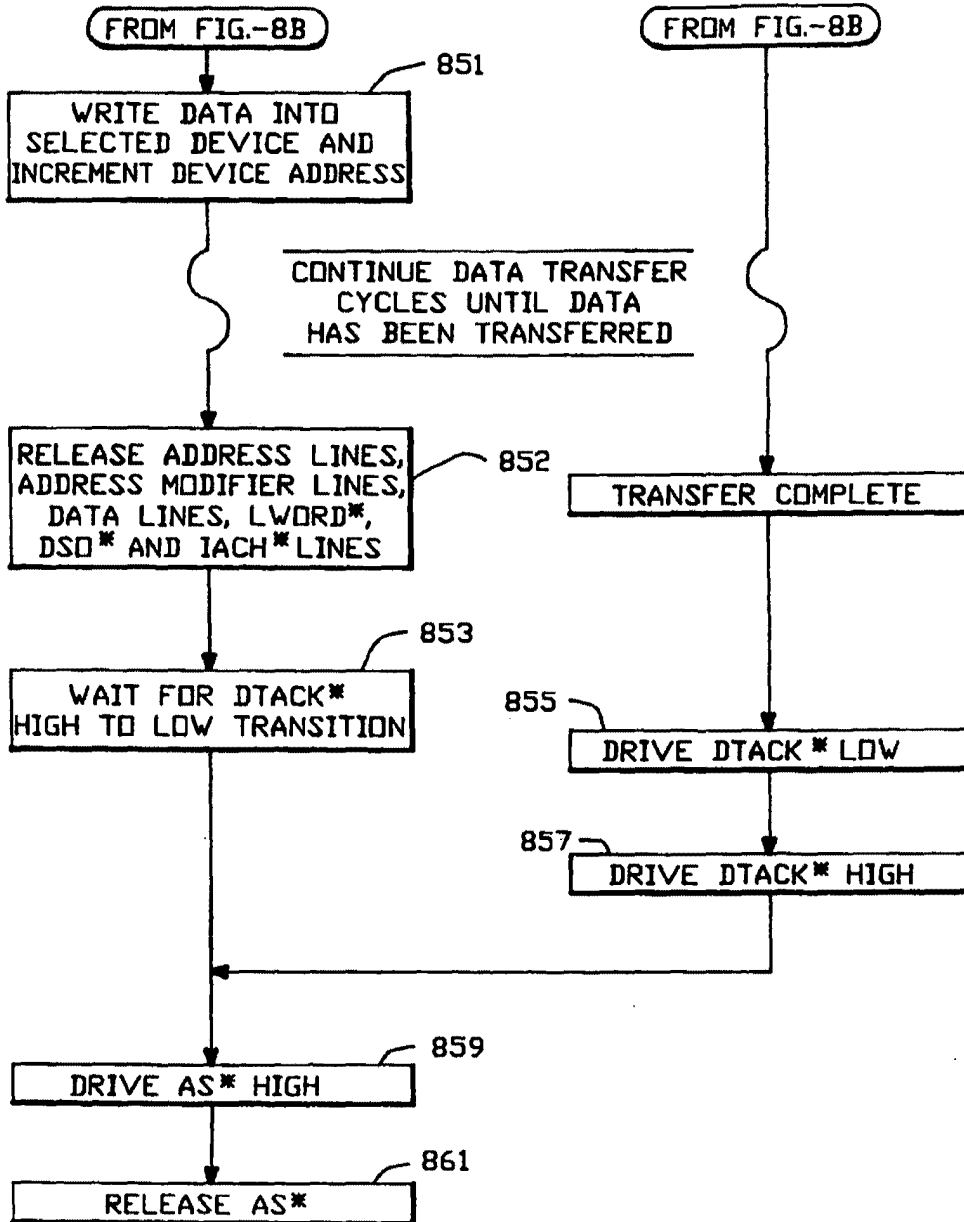 FROM FIG.-8B
FROM FIG.-8B
851
WRITE DATA INTO
SELECTED DEVICE AND
INCREMENT DEVICE ADDRESS
CONTINUE DATA TRANSFER
CYCLES UNTIL DATA
HAS BEEN TRANSFERRED
RELEASE ADDRESS LINES,
ADDRESS MODIFIER LINES,
DATA LINES, LWORD*,
DSO* AND IACH* LINES
852
TRANSFER COMPLETE
853
WAIT FOR DTACK*
HIGH TO LOW TRANSITION
855
DRIVE DTACK* LOW
857
DRIVE DTACK* HIGH
859
DRIVE AS* HIGH
861
RELEASE AS*